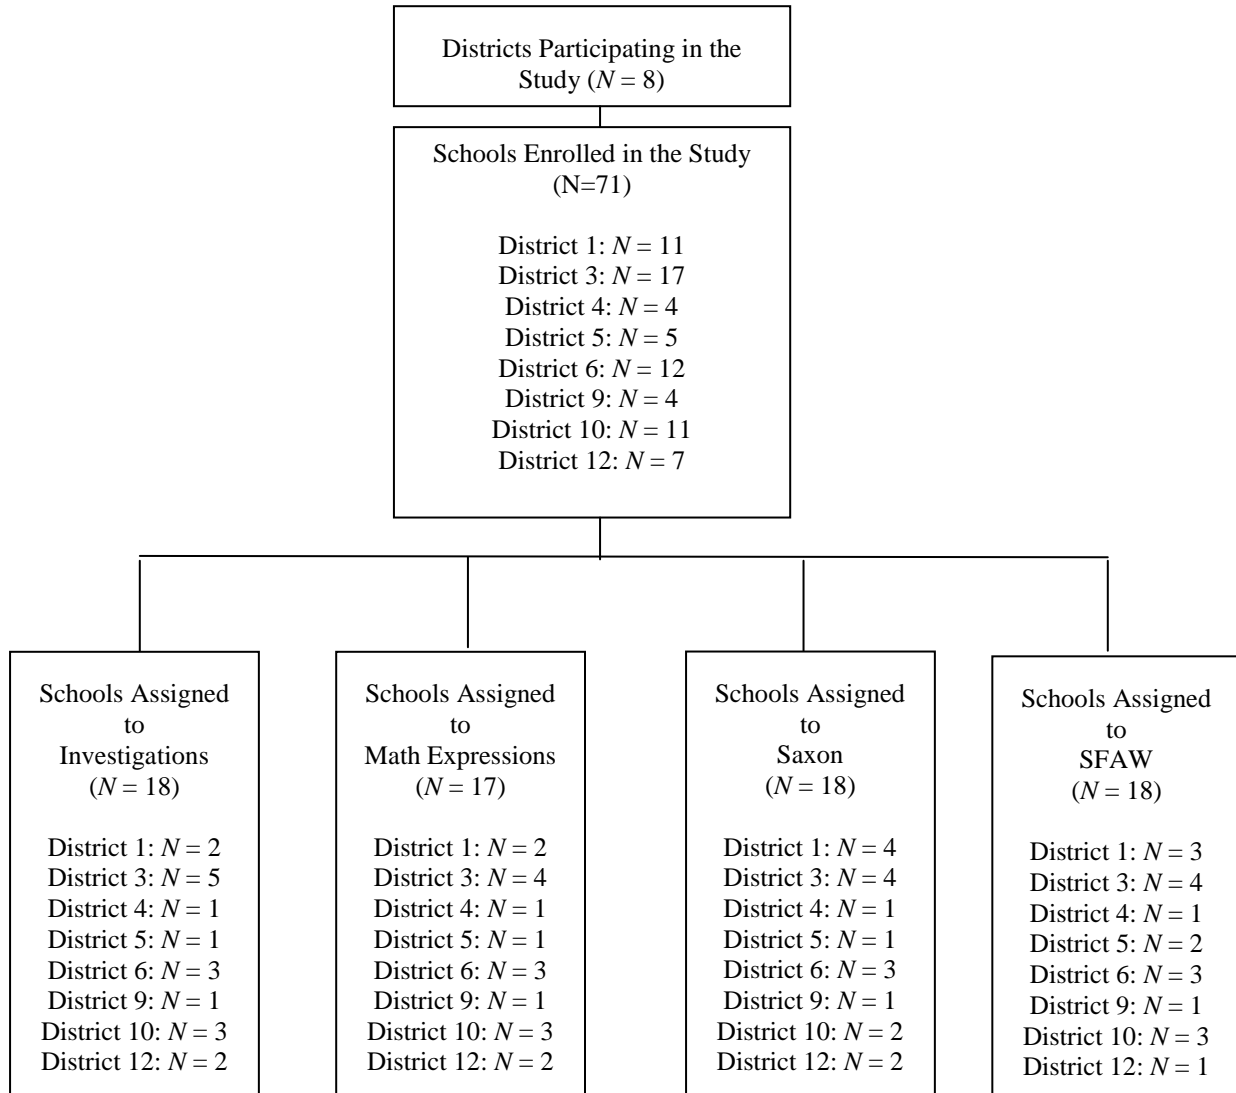 Districts Participating in the
Study (N = 8)
Schools Enrolled in the Study
(N=71)
District 1: N = 11
District 3: N = 17
District 4: N = 4
District 5: N = 5
District 6: N = 12
District 9: N = 4
District 10: N = 11
District 12: N = 7
Schools Assigned
to
Investigations
(N = 18)
District 1: N = 2
District 3: N = 5
District 4: N = 1
District 5: N = 1
District 6: N = 3
District 9: N = 1
District 10: N = 3
District 12: N = 2
Schools Assigned
to
Math Expressions
(N = 17)
District 1: N = 2
District 3: N = 4
District 4: N = 1
District 5: N = 1
District 6: N = 3
District 9: N = 1
District 10: N = 3
District 12: N = 2
Schools Assigned
to
Saxon
(N = 18)
District 1: N = 4
District 3: N = 4
District 4: N = 1
District 5: N = 1
District 6: N = 3
District 9: N = 1
District 10: N = 2
District 12: N = 2
Schools Assigned
to
SFAW
(N = 18)
District 1: N = 3
District 3: N = 4
District 4: N = 1
District 5: N = 2
District 6: N = 3
District 9: N = 1
District 10: N = 3
District 12: N = 1